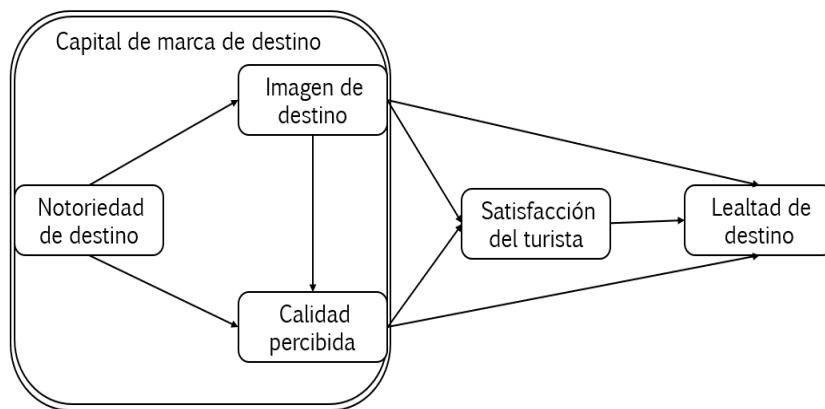 Capital de marca de destino
Imagen de
destino
Notoriedad
de destino
Satisfacción
del turista
Lealtad de
destino
Calidad
percibida